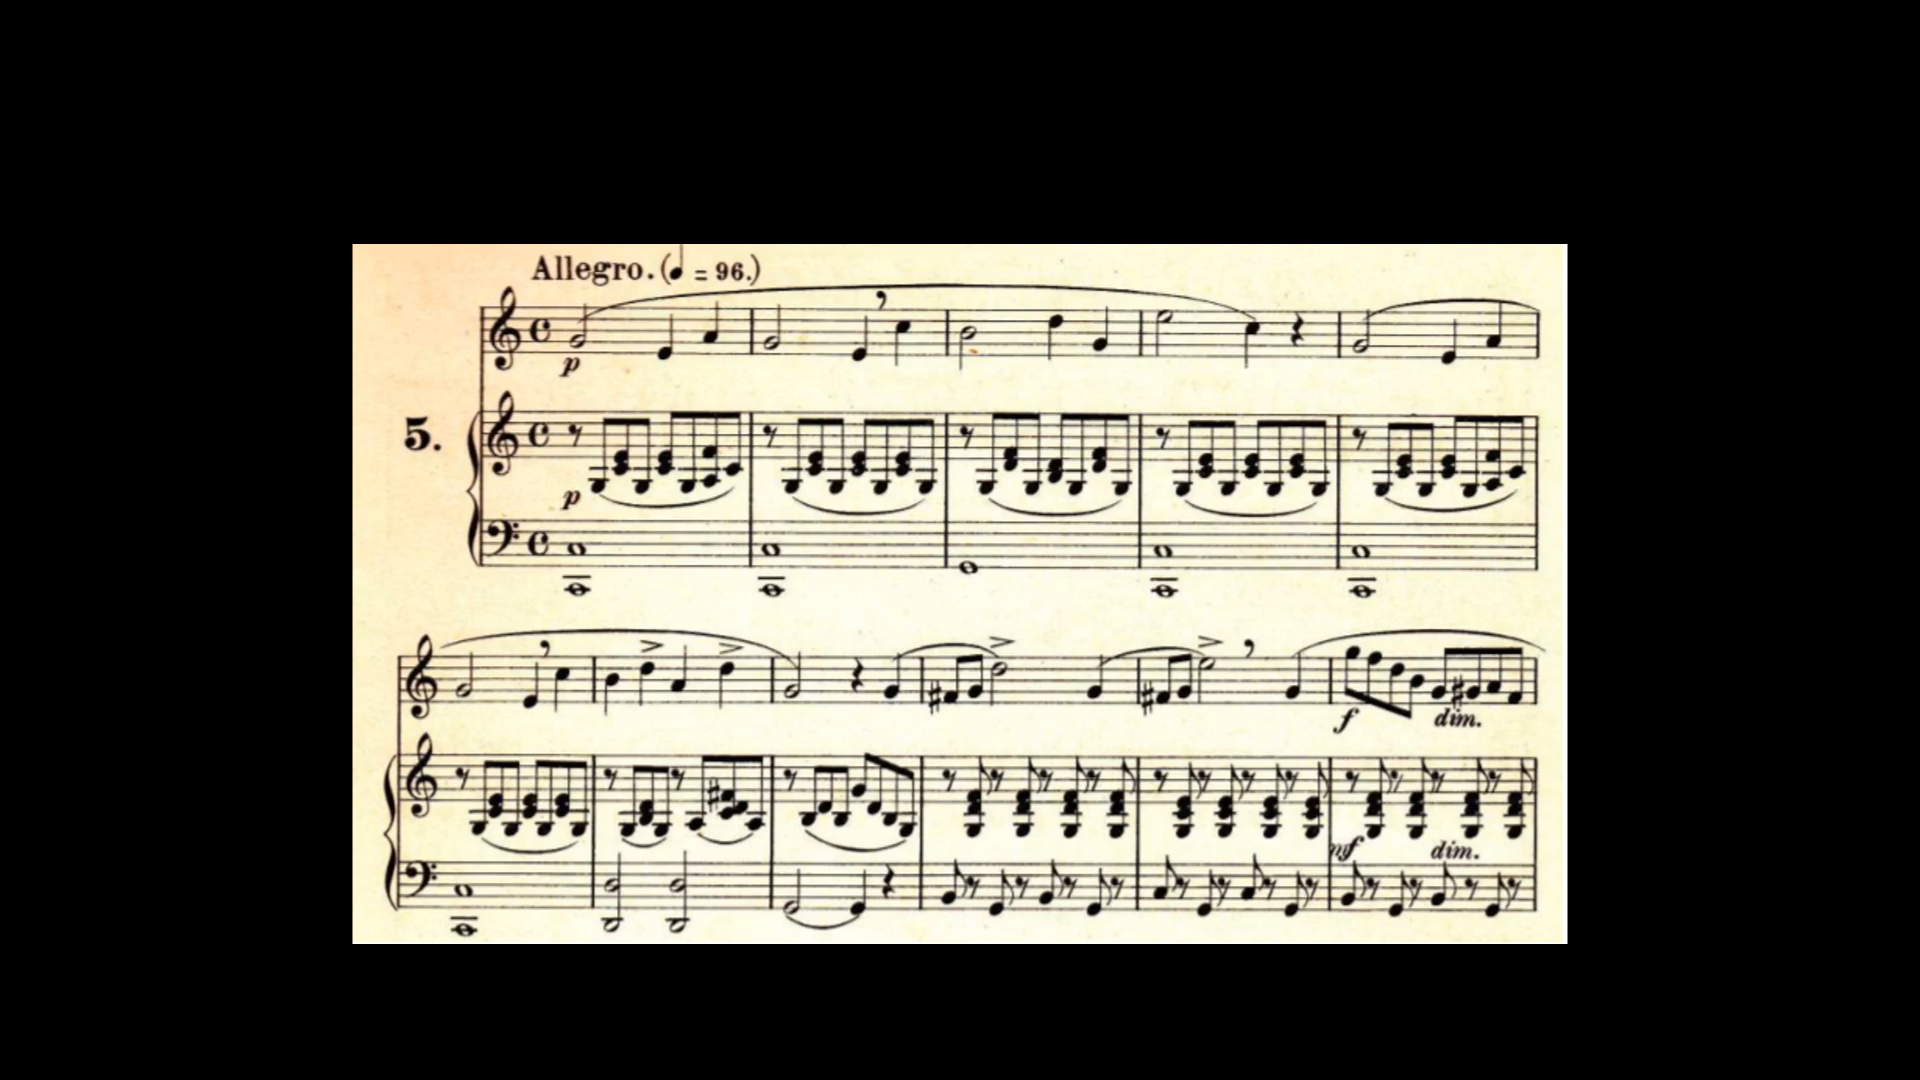 Allegro. (♩ = 96.)
p
5.
p
f dim.
mf dim.